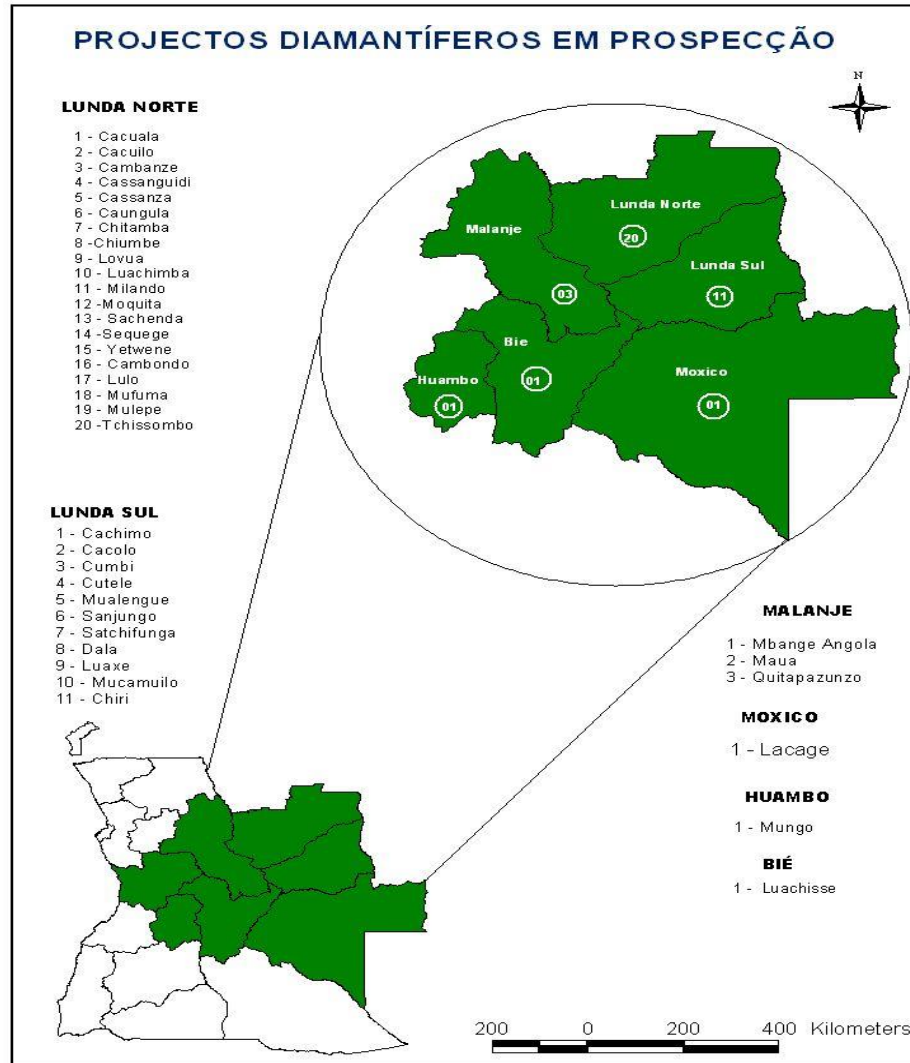 PROJECTOS DIAMANTÍFEROS EM PROSPECÇÃO
N
LUNDA NORTE
1 - Cacuala
2 - Cacuilo
3 - Cambanze
4 - Cassanguidi
5 - Cassanza
6 - Caungula
7 - Chitamba
8 -Chiumbe
9 - Lovua
10 - Luachimba
11 - Milando
12 -Moquita
13 - Sachenda
14 -Sequege
15 - Yetwene
16 - Cambondo
17 - Lulo
18 - Mufuma
19 - Mulepe
20 -Tchissombo
Lunda Norte
20
Malanje
03
Lunda Sul
11
Bie
01
Huambo
01
Moxico
01
LUNDA SUL
1 - Cachimo
2 - Cacolo
3 - Cumbi
4 - Cutele
5 - Mualengue
6 - Sanjungo
7 - Satchifunga
8 - Dala
9 - Luaxe
10 - Mucamuilo
11 - Chiri
MALANJE
1 - Mbange Angola
2 - Maua
3 - Quitapazunzo
MOXICO
1 - Lacage
HUAMBO
1 - Mungo
BIÉ
1 - Luachisse
200 0 200 400 Kilometers